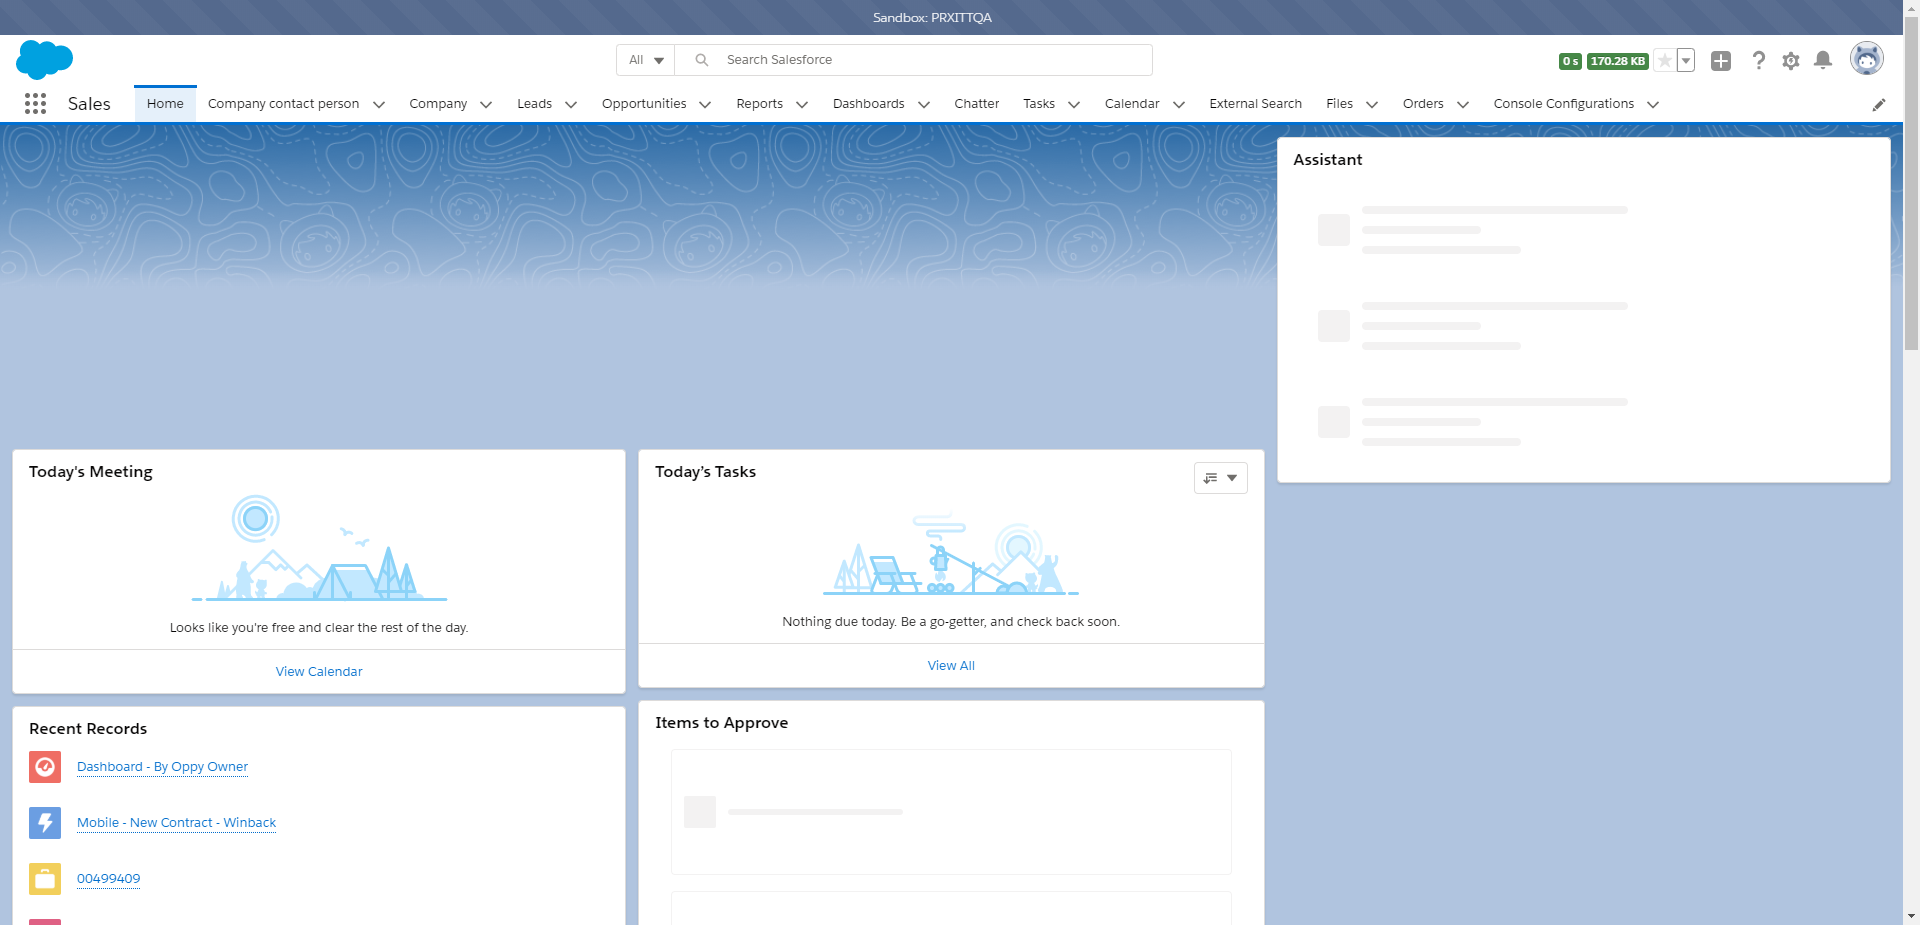 Sandbox: PRXITTQA
All
Search Salesforce
0 s
170.28 KB
Sales
Home
Company contact person
Company
Leads
Opportunities
Reports
Dashboards
Chatter
Tasks
Calendar
External Search
Files
Orders
Console Configurations
Assistant
Today's Meeting
Looks like you're free and clear the rest of the day.
View Calendar
Today’s Tasks
Nothing due today. Be a go-getter, and check back soon.
View All
Recent Records
Dashboard - By Oppy Owner
Mobile - New Contract - Winback
00499409
Items to Approve